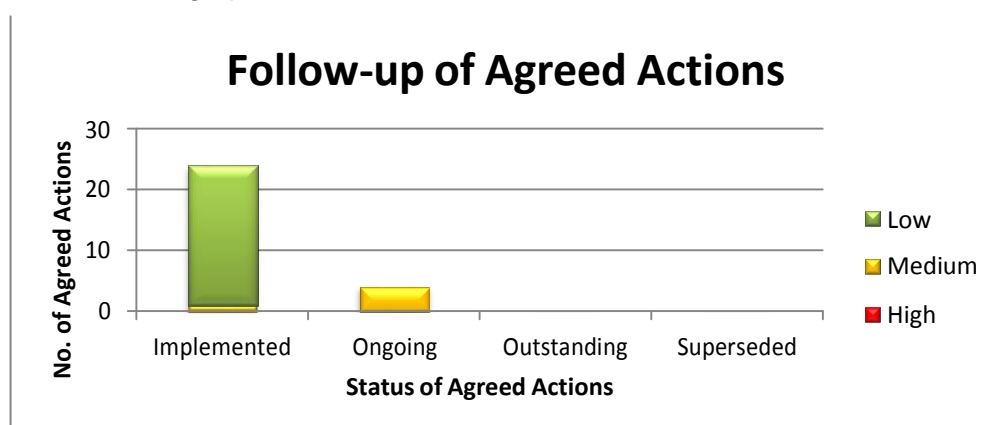 Follow-up of Agreed Actions
No. of Agreed Actions
30
20
10
0
Implemented Ongoing Outstanding Superseded
Status of Agreed Actions
Low
Medium
High